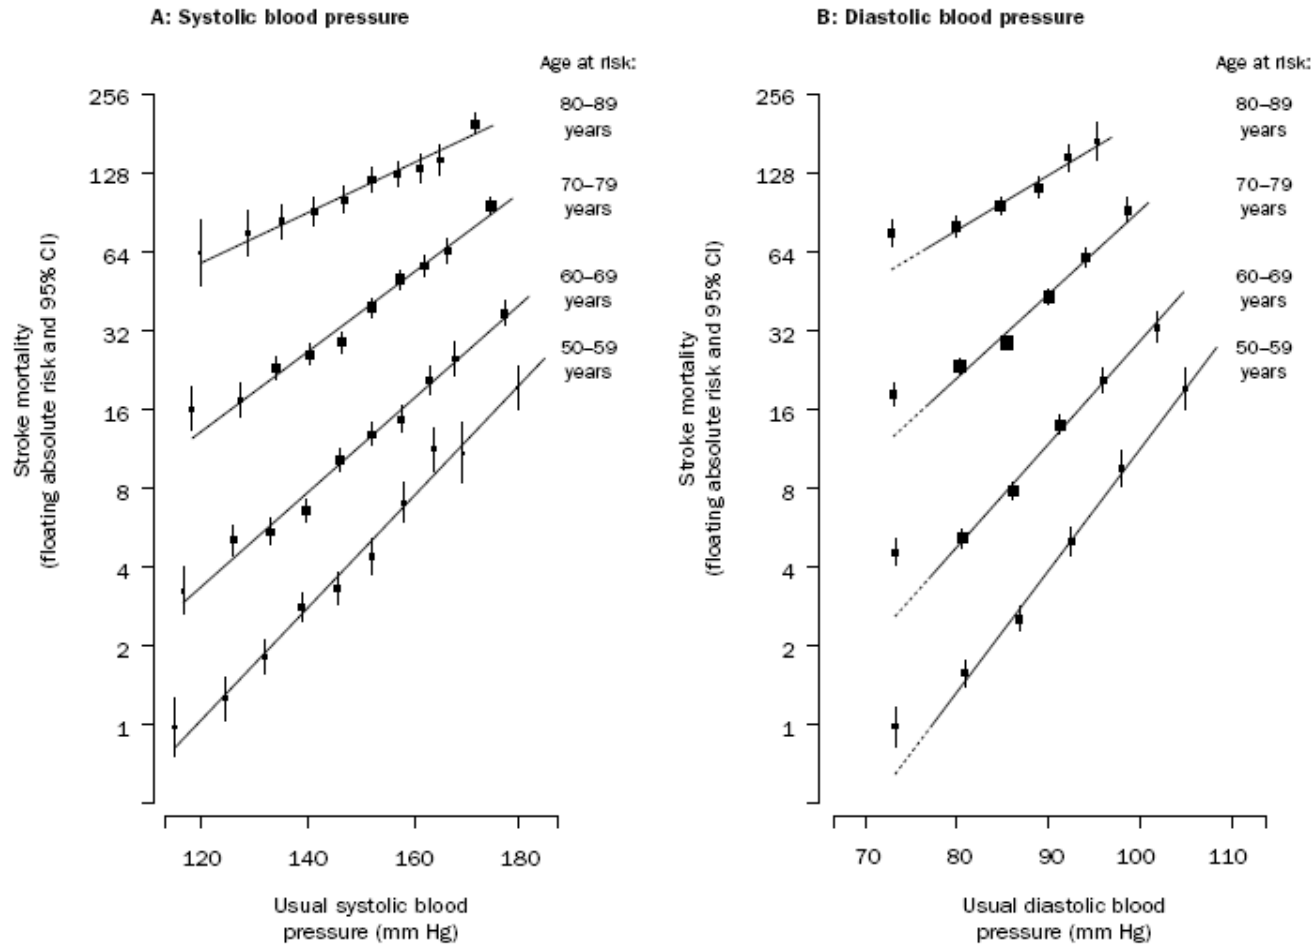 A: Systolic blood pressure
Age at risk:
256
128
64
32
16
8
4
2
1
80–89
years
70–79
years
60–69
years
50–59
years
Stroke mortality
(floating absolute risk and 95% CI)
120 140 160 180
Usual systolic blood
pressure (mm Hg)
B: Diastolic blood pressure
Age at risk:
256
128
64
32
16
8
4
2
1
80–89
years
70–79
years
60–69
years
50–59
years
Stroke mortality
(floating absolute risk and 95% CI)
70 80 90 100 110
Usual diastolic blood
pressure (mm Hg)